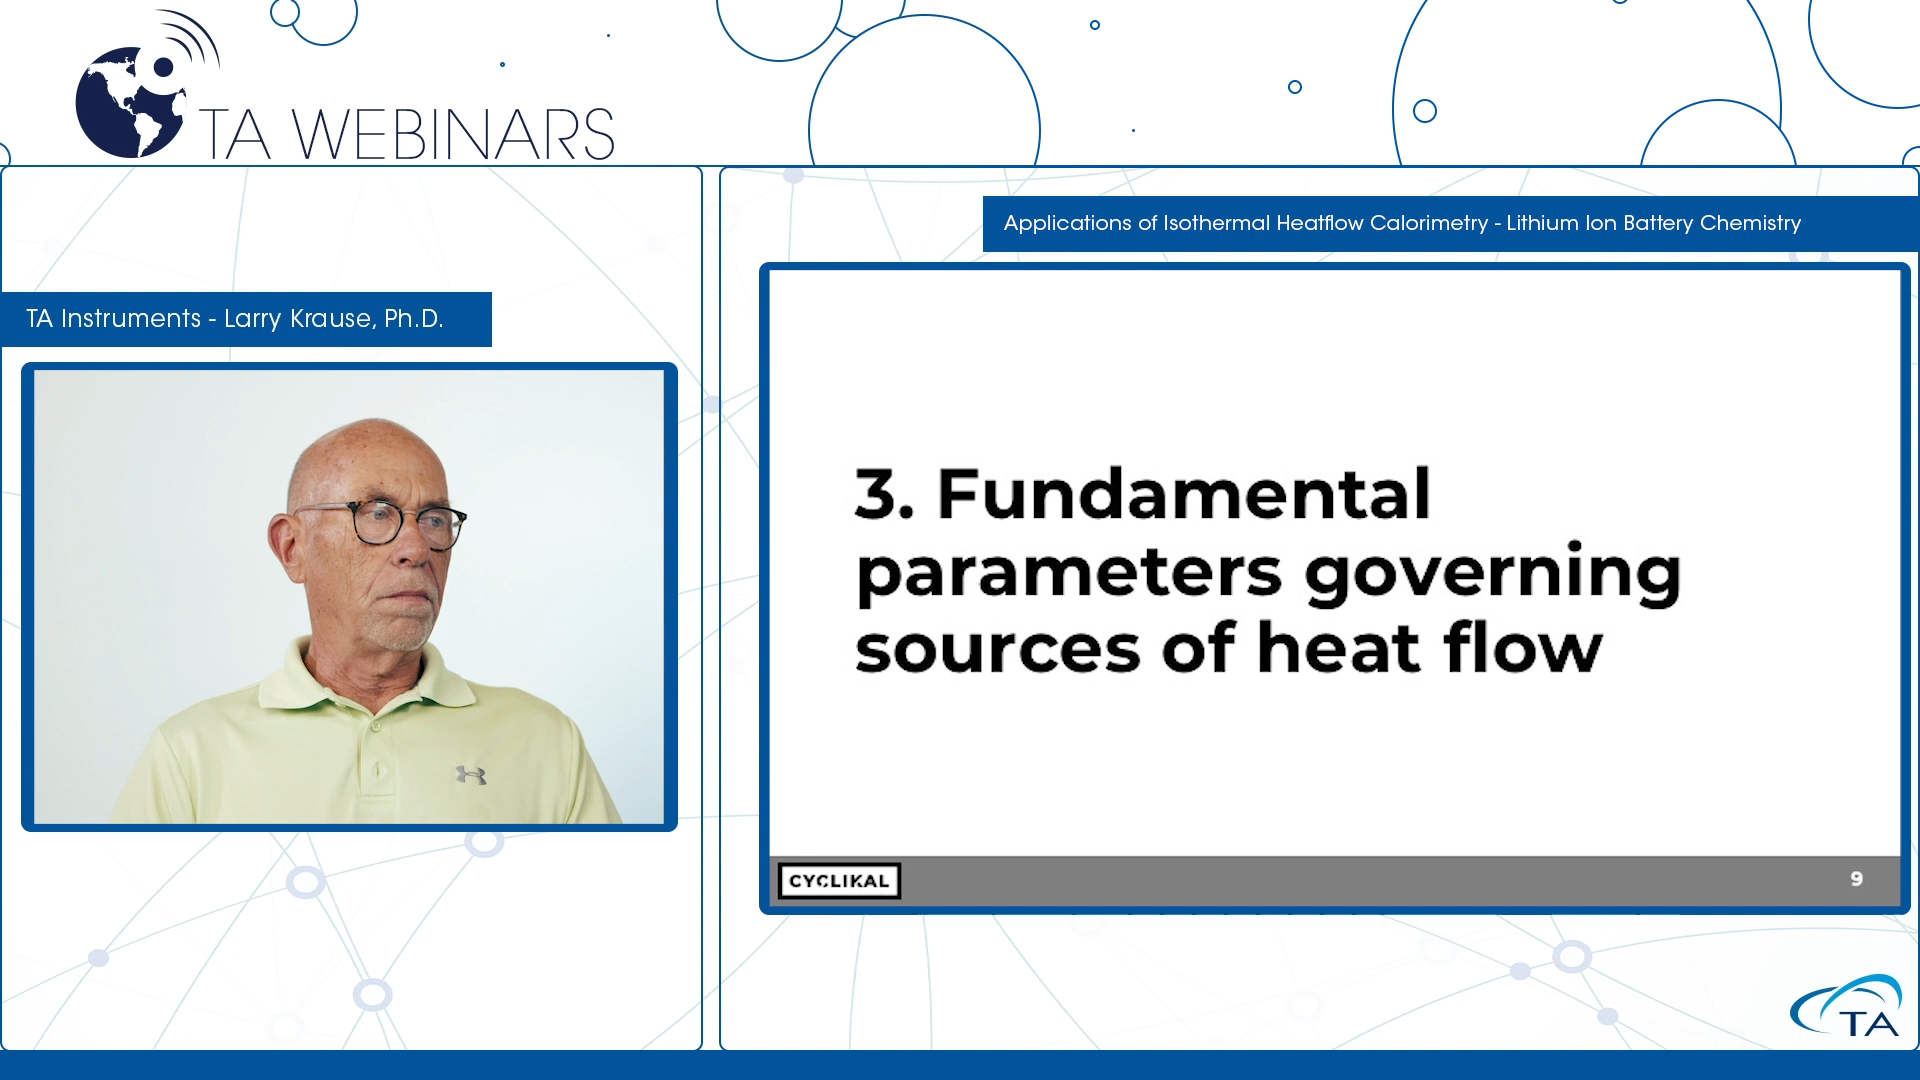 TA WEBINARS
Applications of Isothermal Heatflow Calorimetry - Lithium Ion Battery Chemistry
TA Instruments - Larry Krause, Ph.D.
3. Fundamental
parameters governing
sources of heat flow
CYCLIKAL
9
TA